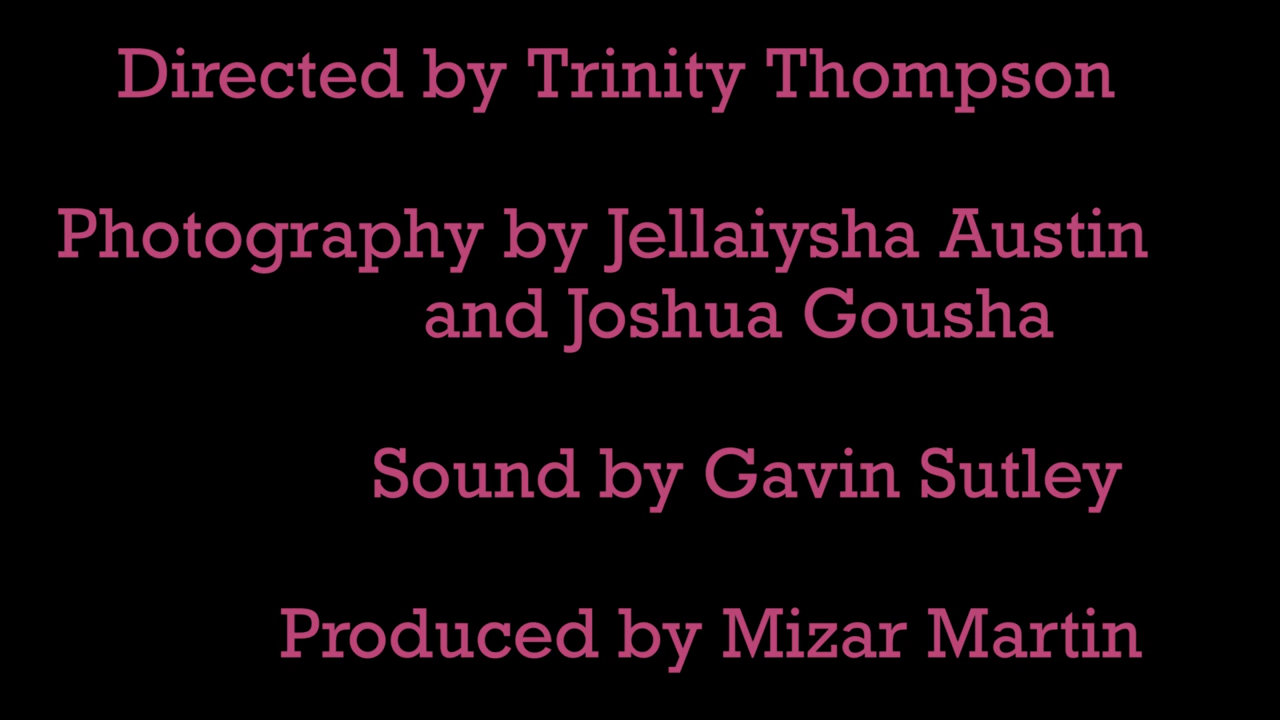 Directed by Trinity Thompson
Photography by Jellaiysha Austin
and Joshua Gousha
Sound by Gavin Sutley
Produced by Mizar Martin